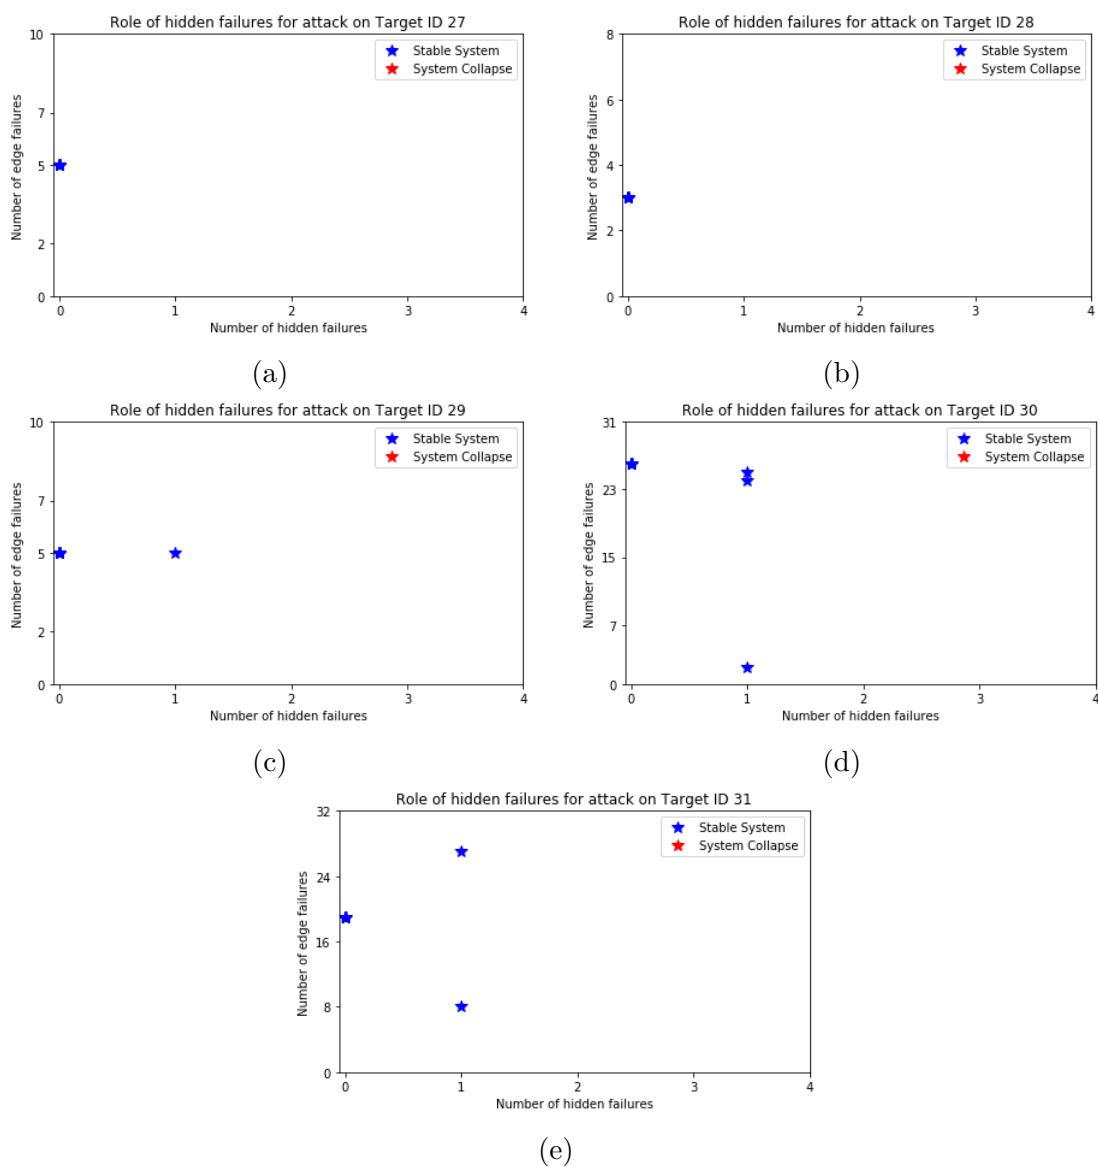 Role of hidden failures for attack on Target ID 27
10
7
5
2
0
Number of edge failures
Stable System
System Collapse
0 1 2 3 4
Number of hidden failures
(a)
Role of hidden failures for attack on Target ID 28
8
6
4
2
0
Number of edge failures
Stable System
System Collapse
0 1 2 3 4
Number of hidden failures
(b)
Role of hidden failures for attack on Target ID 29
10
7
5
2
0
Number of edge failures
Stable System
System Collapse
0 1 2 3 4
Number of hidden failures
(c)
Role of hidden failures for attack on Target ID 30
31
23
15
7
0
Number of edge failures
Stable System
System Collapse
0 1 2 3 4
Number of hidden failures
(d)
Role of hidden failures for attack on Target ID 31
32
24
16
8
0
Number of edge failures
Stable System
System Collapse
0 1 2 3 4
Number of hidden failures
(e)